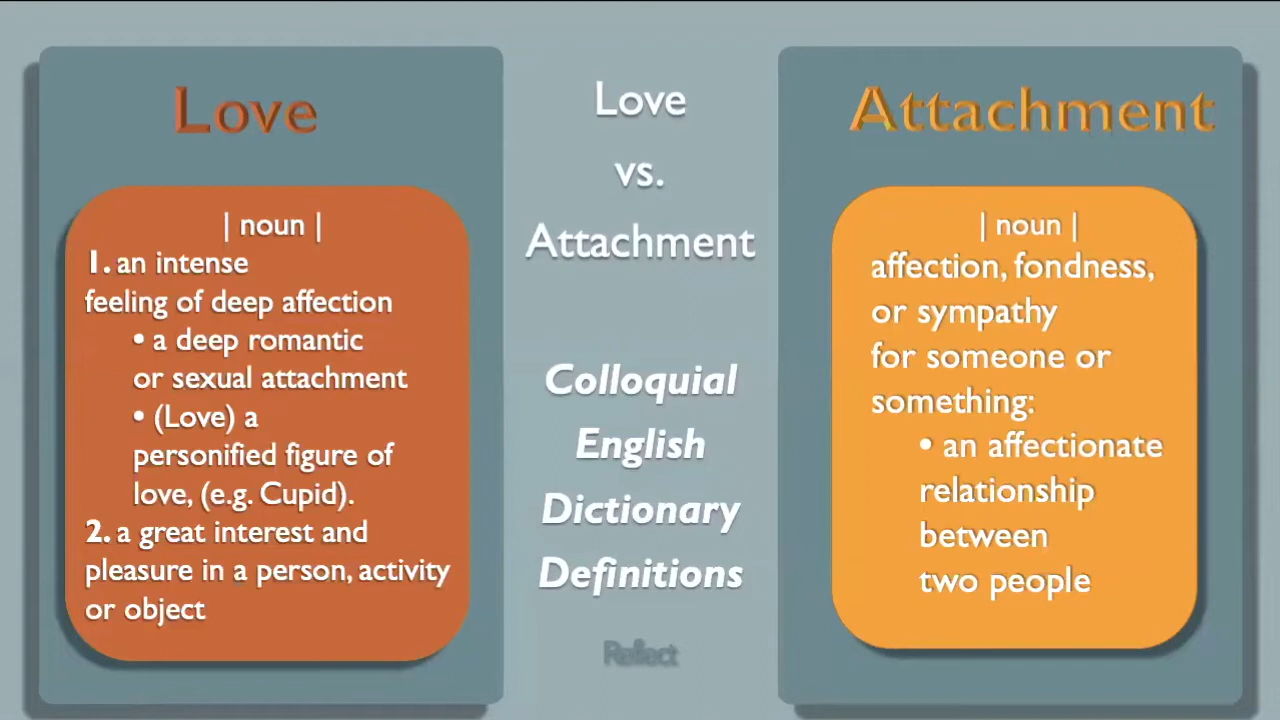 Love
| noun |
1. an intense
feeling of deep affection
• a deep romantic
or sexual attachment
• (Love) a
personified figure of
love, (e.g. Cupid).
2. a great interest and
pleasure in a person, activity
or object
Love
vs.
Attachment
Colloquial
English
Dictionary
Definitions
Reflect
Attachment
| noun |
affection, fondness,
or sympathy
for someone or
something:
• an affectionate
relationship
between
two people